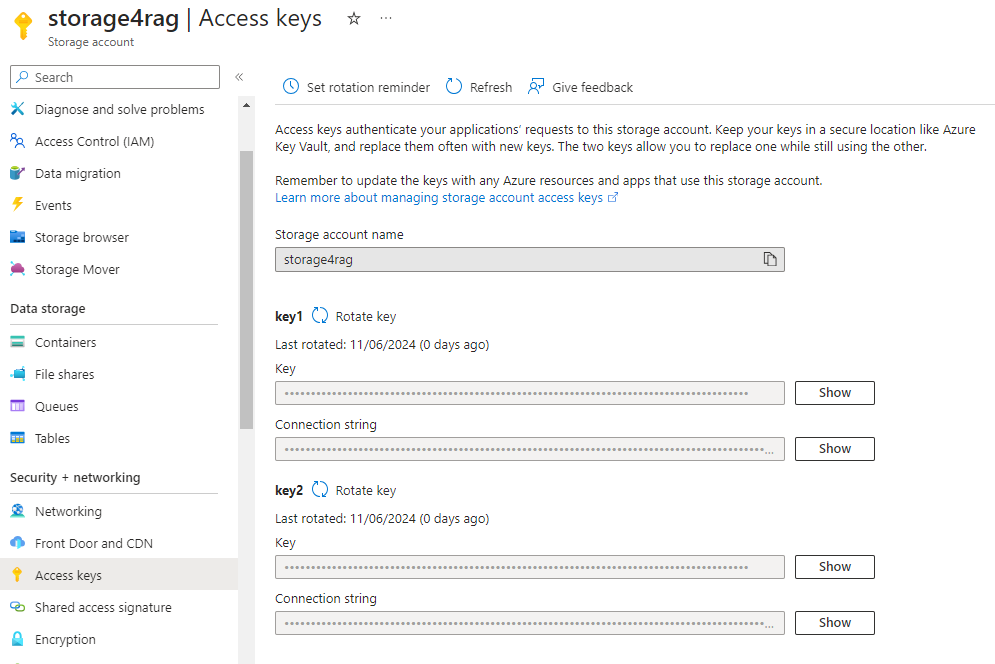 storage4rag | Access keys ☆ ...
Storage account
Search
«
Diagnose and solve problems
Access Control (IAM)
Data migration
Events
Storage browser
Storage Mover
Data storage
Containers
File shares
Queues
Tables
Security + networking
Networking
Front Door and CDN
Access keys
Shared access signature
Encryption
Set rotation reminder
Refresh
Give feedback
Access keys authenticate your applications' requests to this storage account. Keep your keys in a secure location like Azure
Key Vault, and replace them often with new keys. The two keys allow you to replace one while still using the other.
Remember to update the keys with any Azure resources and apps that use this storage account.
Learn more about managing storage account access keys
Storage account name
storage4rag
key1 Rotate key
Last rotated: 11/06/2024 (0 days ago)
Key
Show
Connection string
... Show
key2 Rotate key
Last rotated: 11/06/2024 (0 days ago)
Key
Show
Connection string
... Show